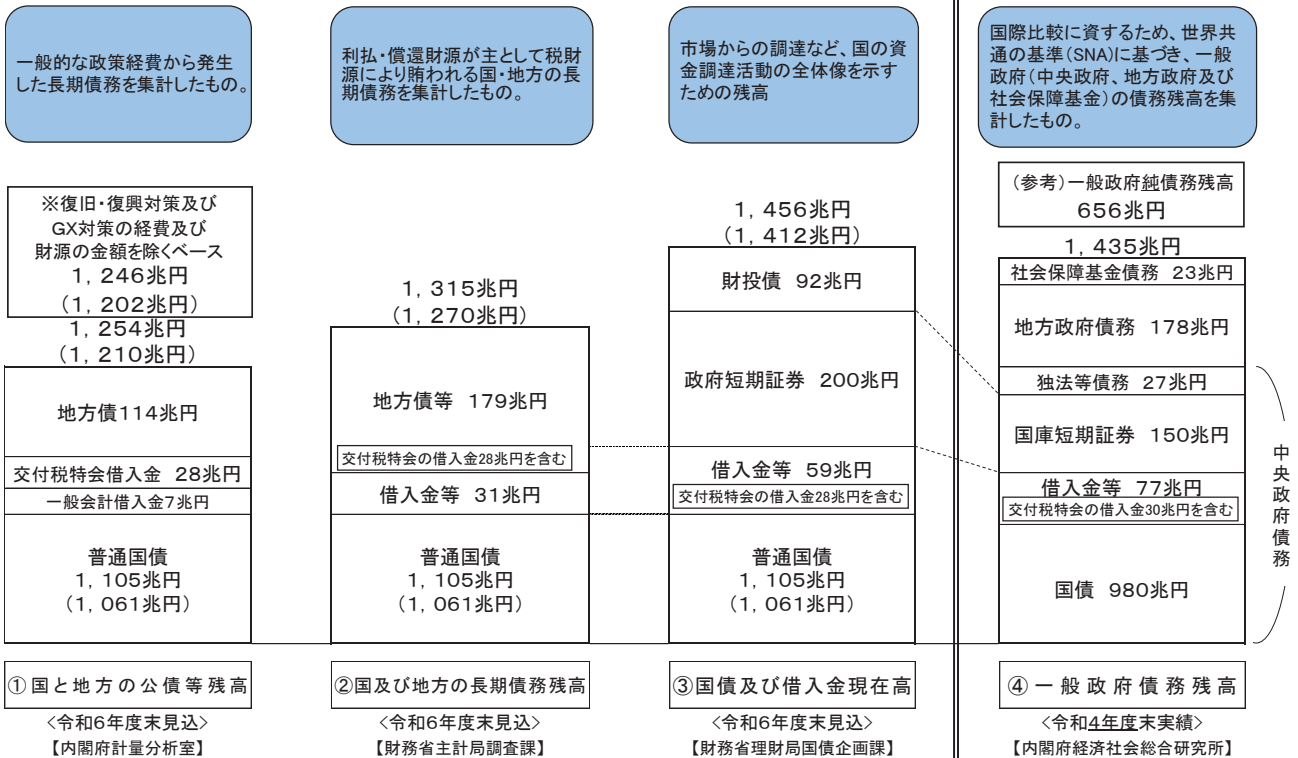 一般的な政策経費から発生
した長期債務を集計したもの。
利払・償還財源が主として税財
源により賄われる国・地方の長
期債務を集計したもの。
市場からの調達など、国の資
金調達活動の全体像を示す
ための残高
国際比較に資するため、世界共
通の基準(SNA)に基づき、一般
政府(中央政府、地方政府及び
社会保障基金)の債務残高を集
計したもの。
※復旧・復興対策及び
GX対策の経費及び
財源の金額を除くベース
1,246兆円
(1,202兆円)
1,254兆円
(1,210兆円)
地方債114兆円
交付税特会借入金 28兆円
一般会計借入金7兆円
普通国債
1,105兆円
(1,061兆円)
①国と地方の公債等残高
<令和6年度末見込>
【内閣府計量分析室】
1,315兆円
(1,270兆円)
地方債等 179兆円
交付税特会の借入金28兆円を含む
借入金等 31兆円
普通国債
1,105兆円
(1,061兆円)
②国及び地方の長期債務残高
<令和6年度末見込>
【財務省主計局調査課】
1,456兆円
(1,412兆円)
財投債 92兆円
政府短期証券 200兆円
借入金等 59兆円
交付税特会の借入金28兆円を含む
普通国債
1,105兆円
(1,061兆円)
③国債及び借入金現在高
<令和6年度末見込>
【財務省理財局国債企画課】
(参考)一般政府純債務残高
656兆円
1,435兆円
社会保障基金債務 23兆円
地方政府債務 178兆円
独法等債務 27兆円
国庫短期証券 150兆円
借入金等 77兆円
交付税特会の借入金30兆円を含む
国債 980兆円
中央政府債務
④一般政府債務残高
<令和4年度末実績>
【内閣府経済社会総合研究所】